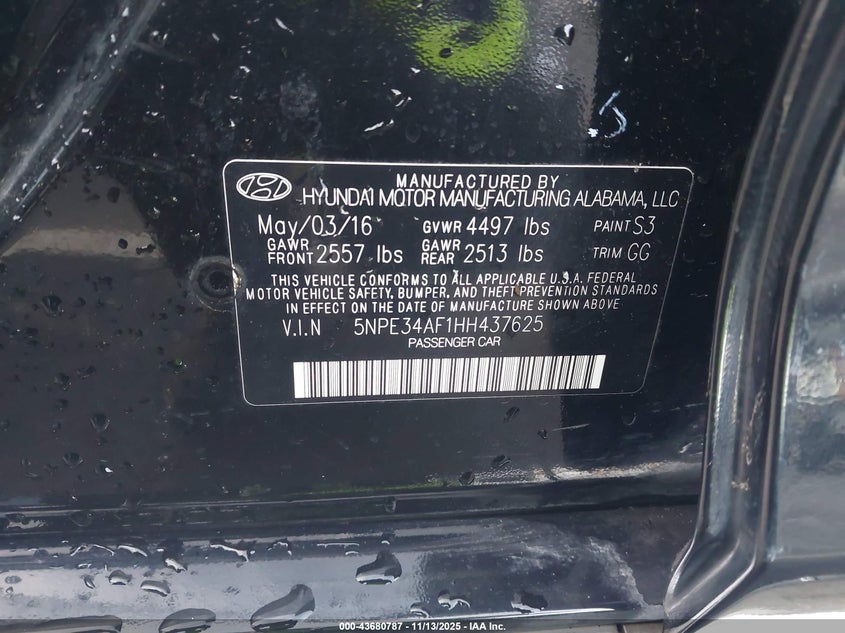 MANUFACTURED BY
HYUNDAI MOTOR MANUFACTURING ALABAMA, LLC
May/03/16 GVWR 4497 lbs PAINT S3
GAWR FRONT 2557 lbs GAWR REAR 2513 lbs TRIM GG
THIS VEHICLE CONFORMS TO ALL APPLICABLE U.S.A. FEDERAL
MOTOR VEHICLE SAFETY, BUMPER, AND THEFT PREVENTION STANDARDS
IN EFFECT ON THE DATE OF MANUFACTURE SHOWN ABOVE
V.I.N 5NPE34AF1HH437625
PASSENGER CAR
000-43680787 - 11/13/2025 - IAA Inc.